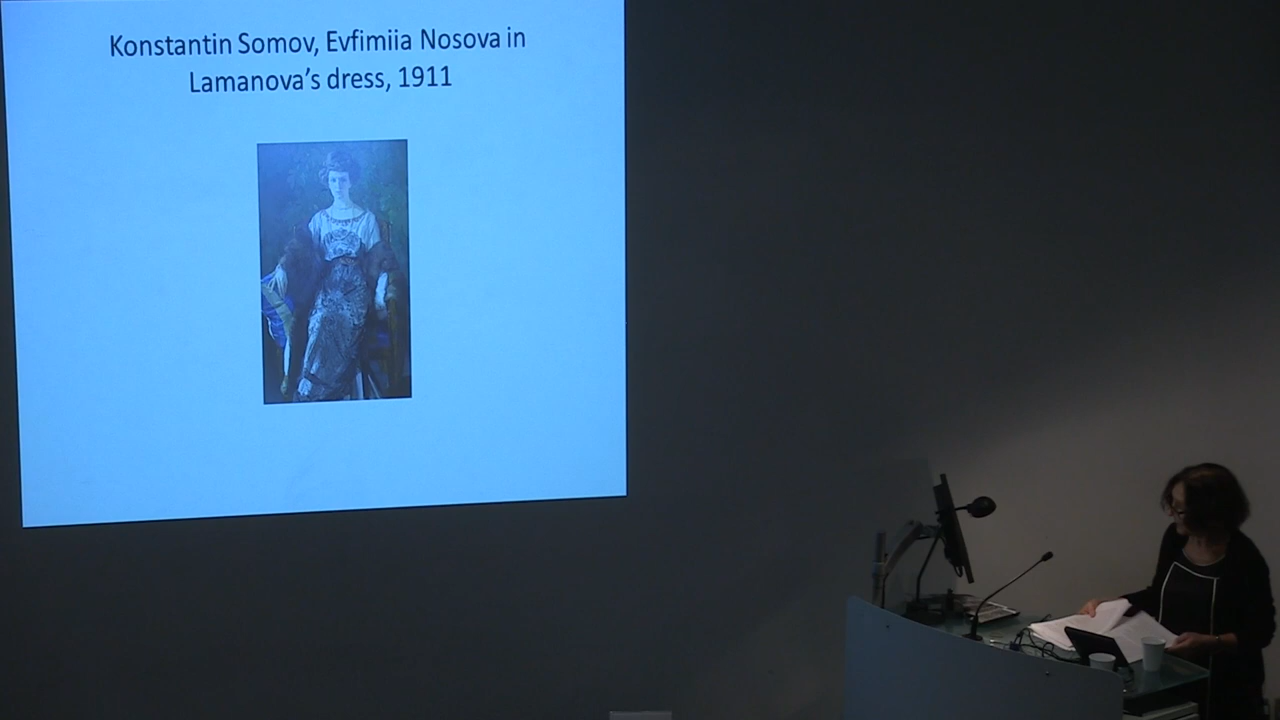 Konstantin Somov, Evfimiia Nosova in
Lamanova's dress, 1911